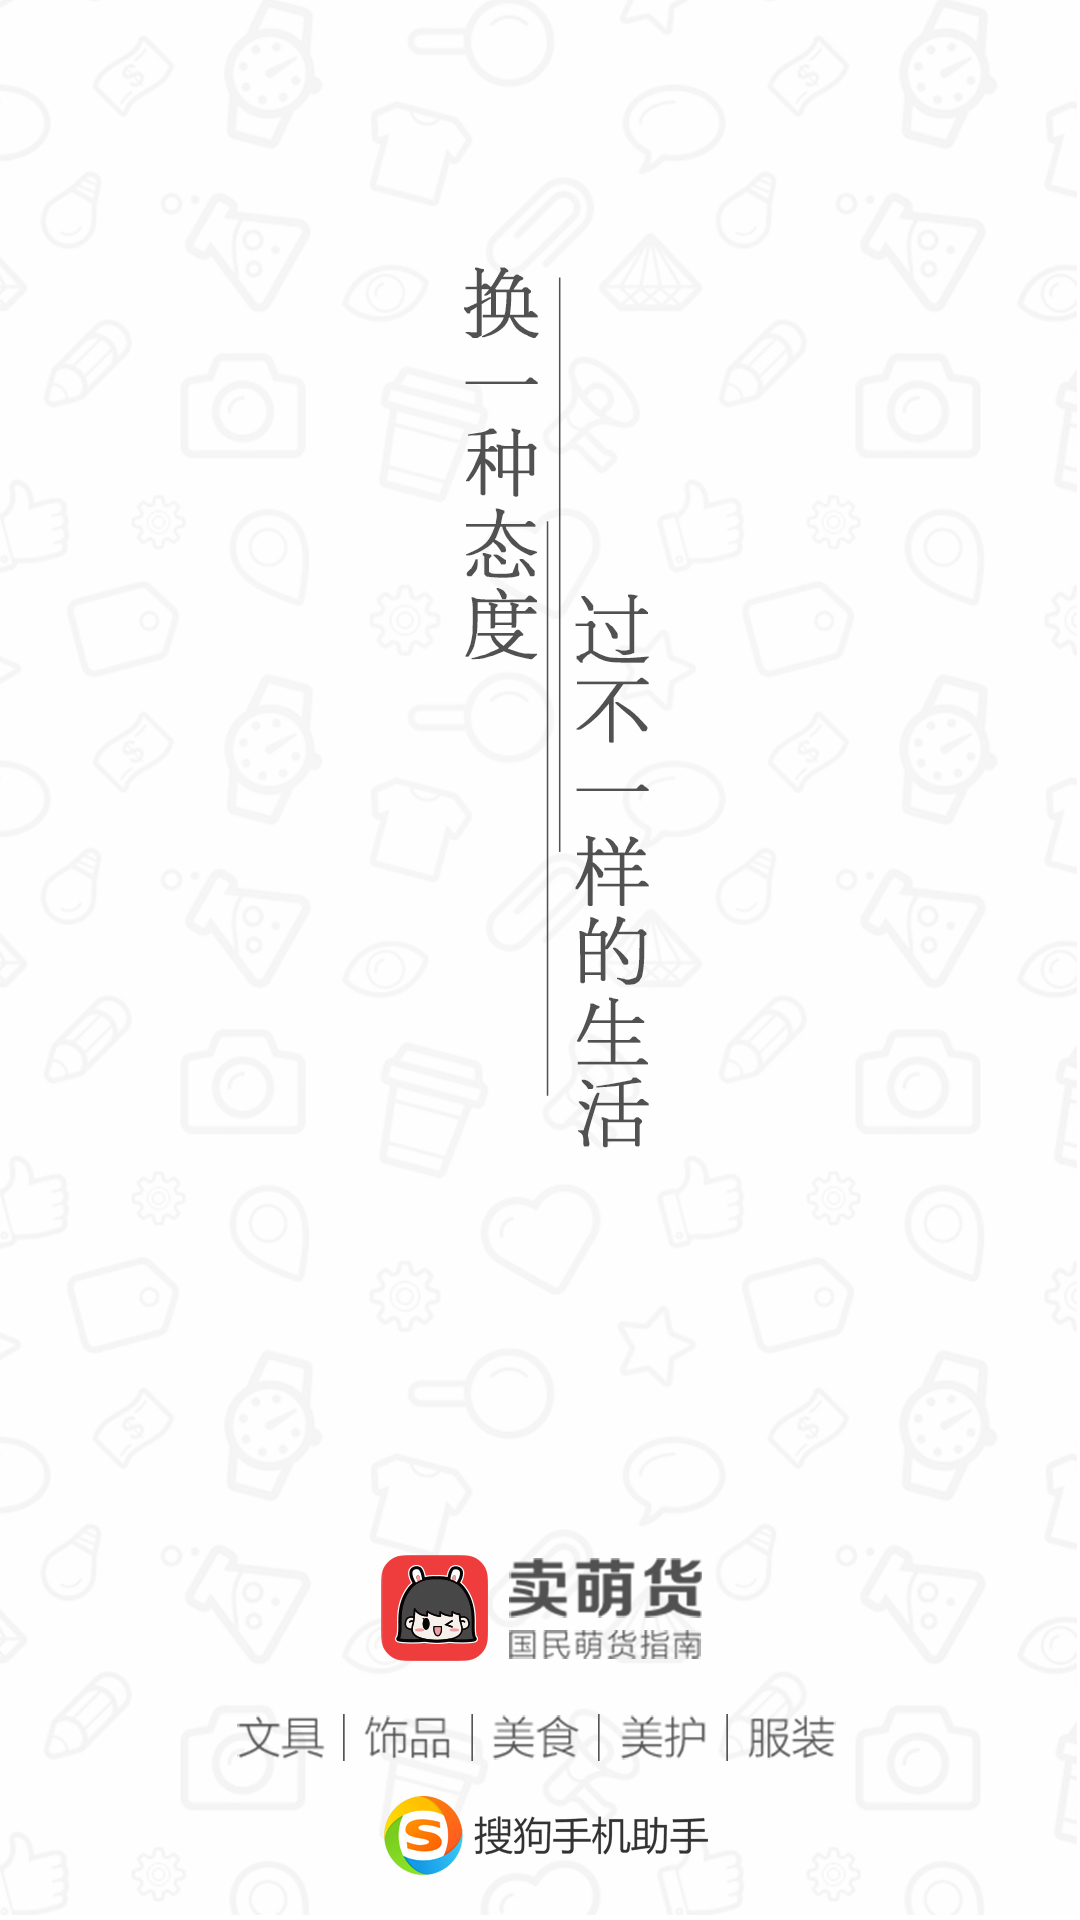 换一种态度
过不一样的生活
卖萌货
国民萌货指南
文具｜饰品｜美食｜美护｜服装
搜狗手机助手